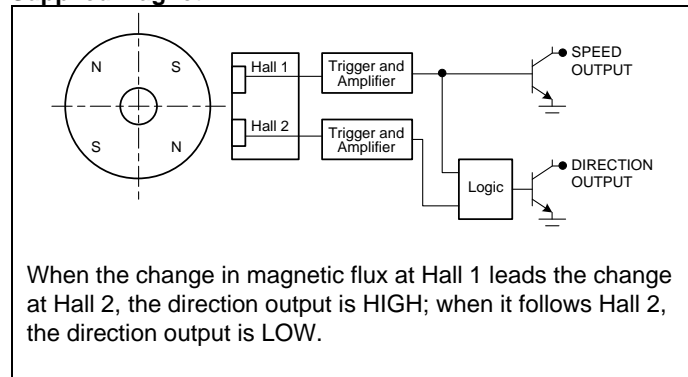 N
S
S
N
Hall 1
Hall 2
Trigger and
Amplifier
Trigger and
Amplifier
Logic
SPEED
OUTPUT
DIRECTION
OUTPUT
When the change in magnetic flux at Hall 1 leads the change
at Hall 2, the direction output is HIGH; when it follows Hall 2,
the direction output is LOW.